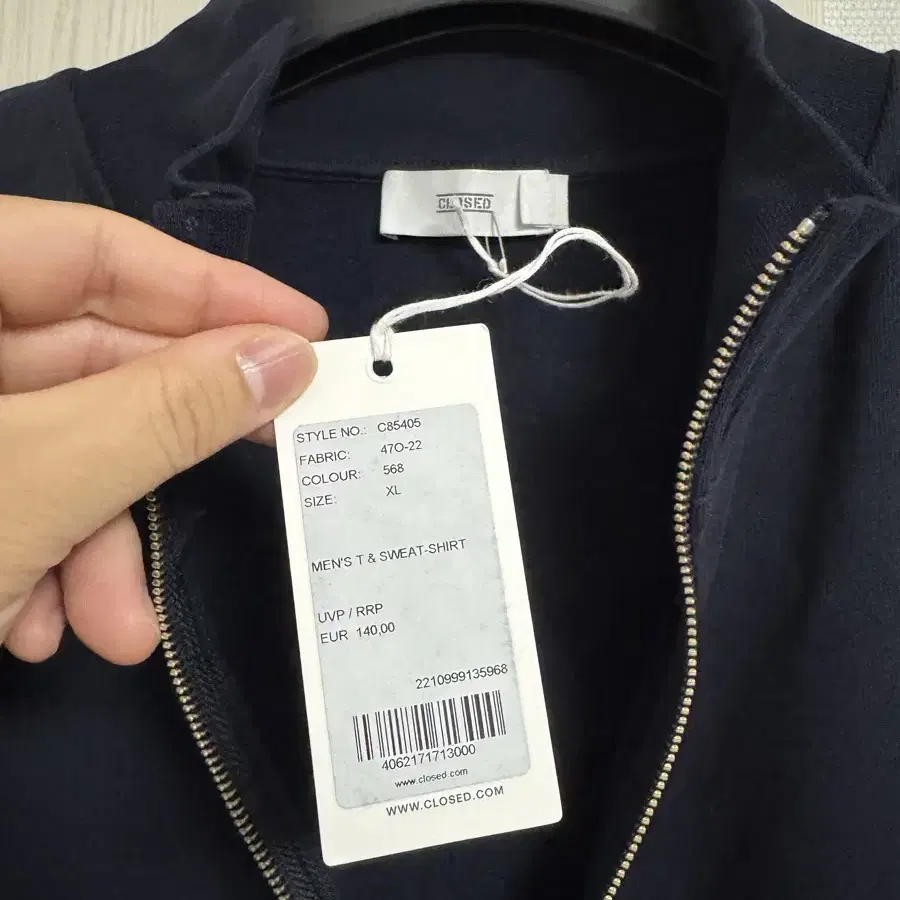 CLOSED
STYLE NO.: C85405
FABRIC: 47O-22
COLOUR: 568
SIZE: XL
MEN'S T & SWEAT-SHIRT
UVP / RRP
EUR 140,00
2210999135968
4062171713000
www.closed.com
WWW.CLOSED.COM